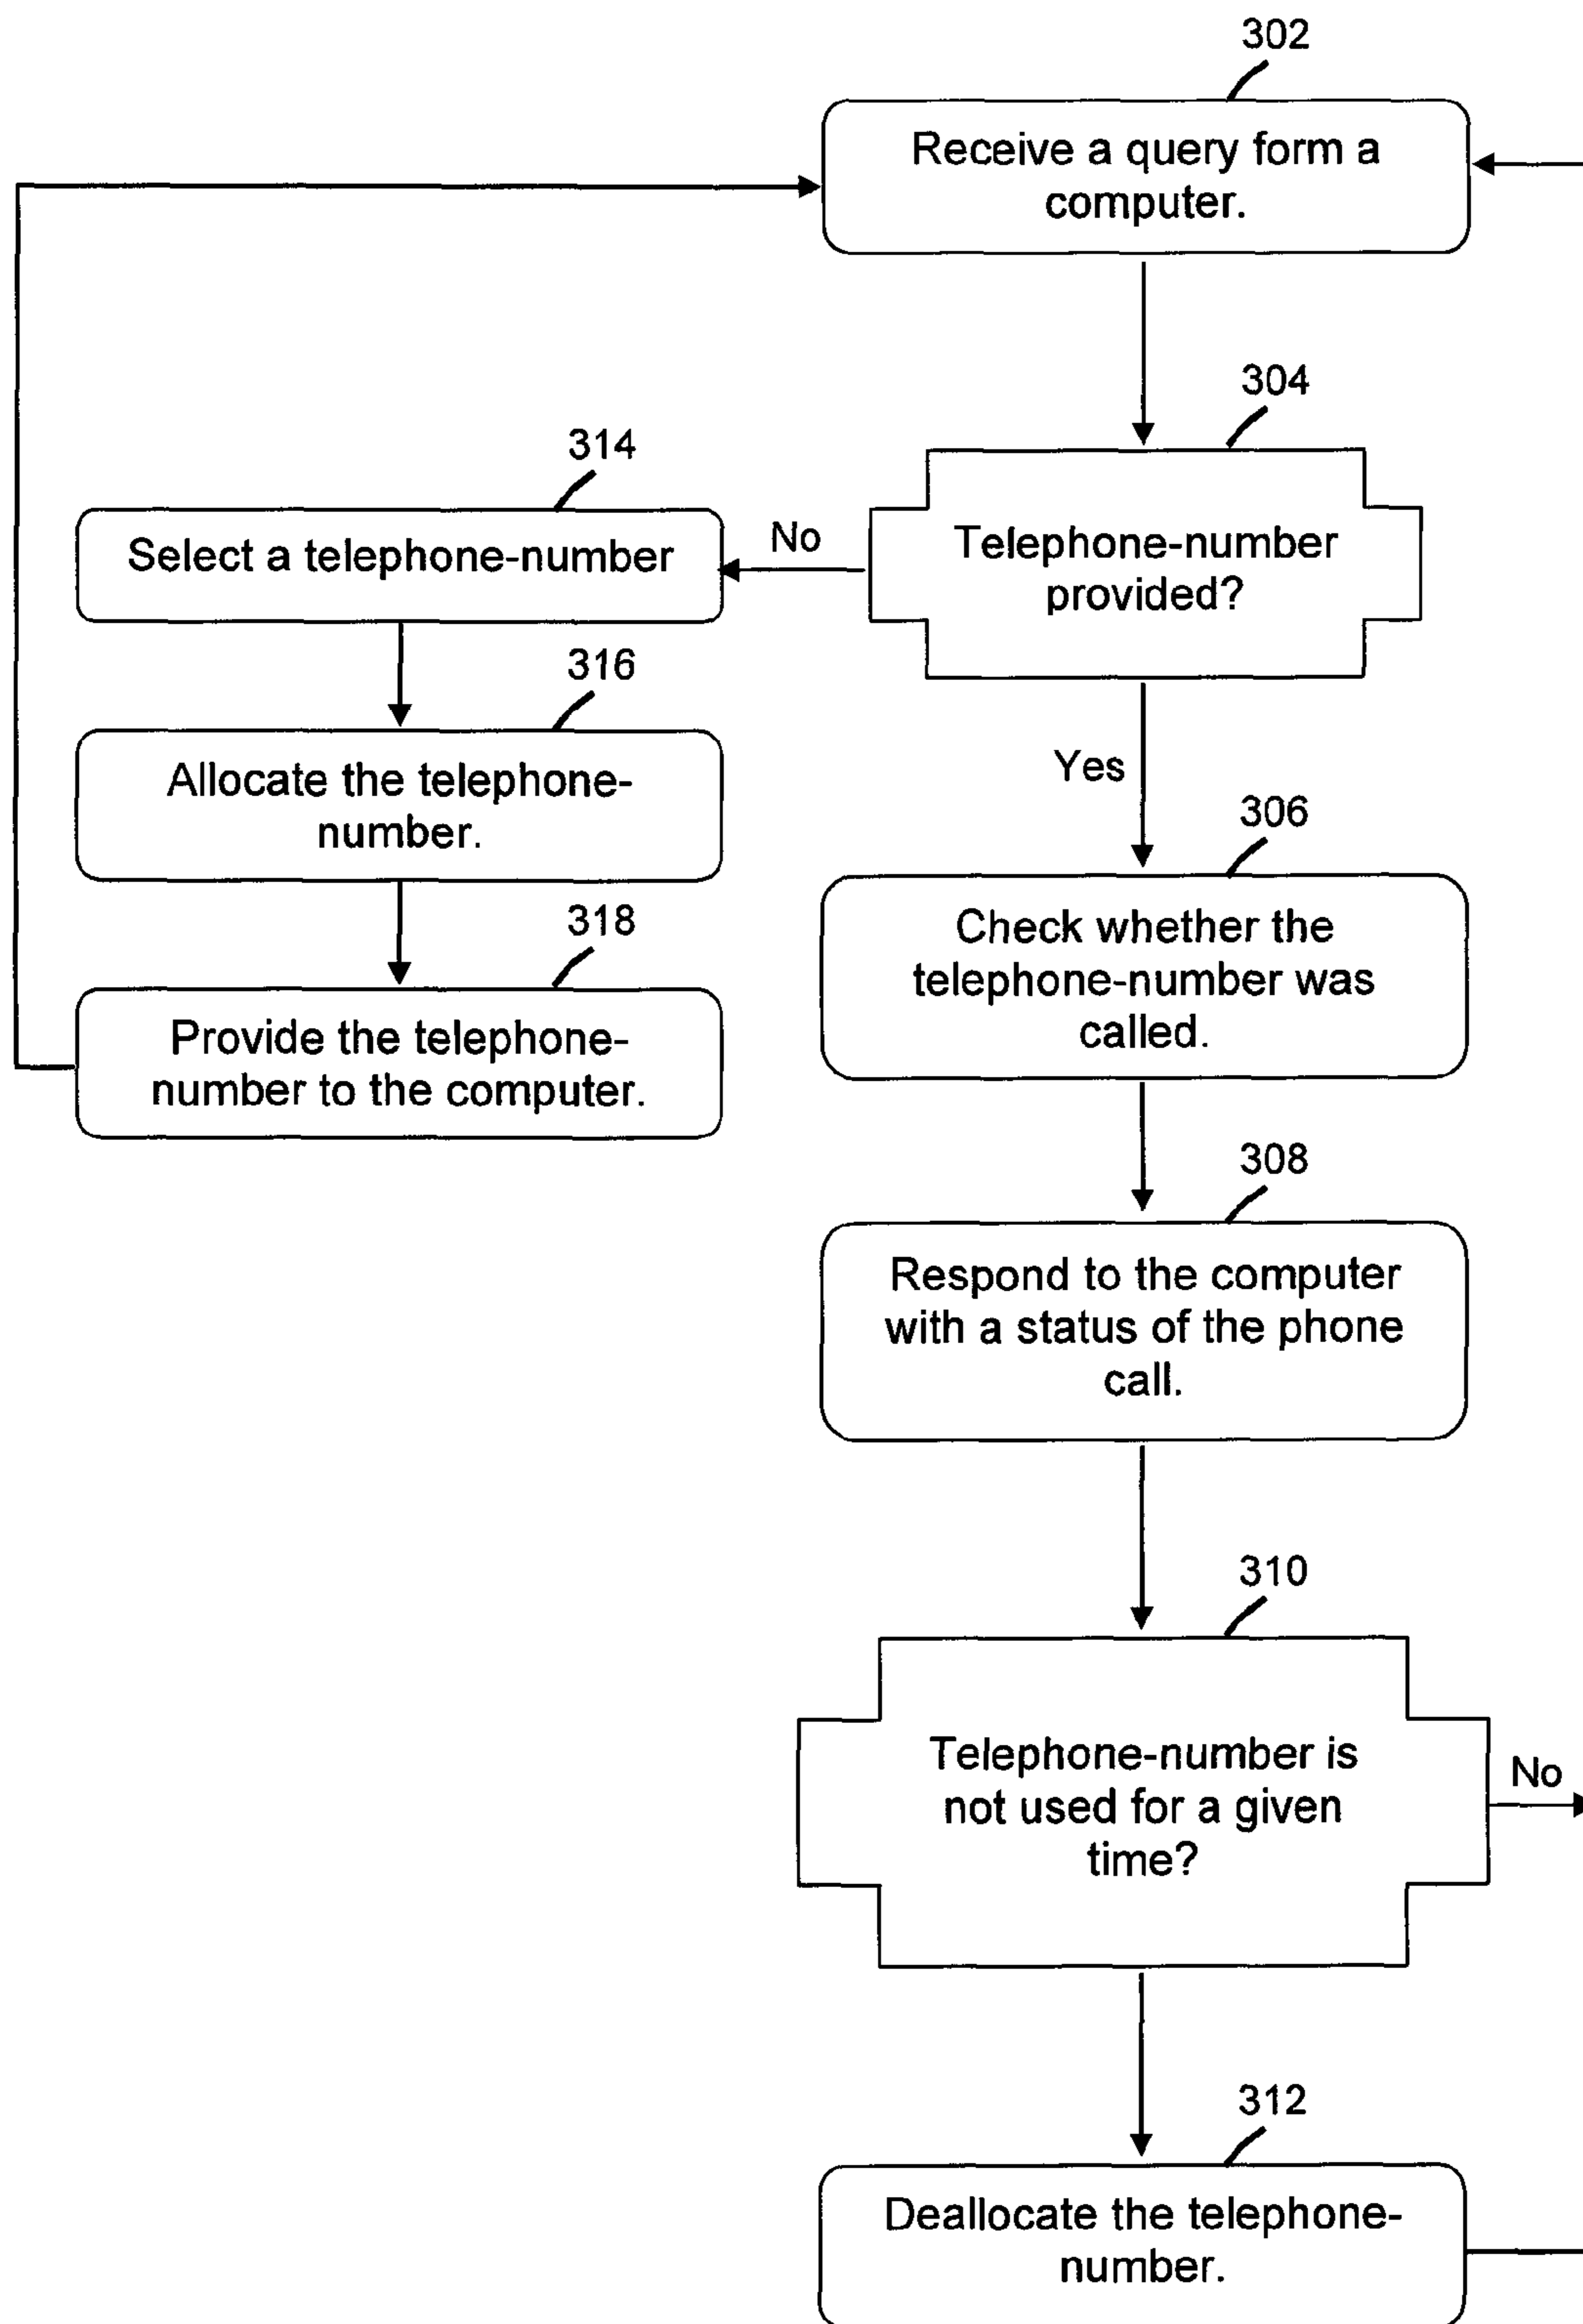 302
Receive a query form a
computer.
304
Telephone-number
provided?
No
314
Select a telephone-number
316
Allocate the telephone-
number.
318
Provide the telephone-
number to the computer.
Yes
306
Check whether the
telephone-number was
called.
308
Respond to the computer
with a status of the phone
call.
310
Telephone-number is
not used for a given
time?
No
312
Deallocate the telephone-
number.